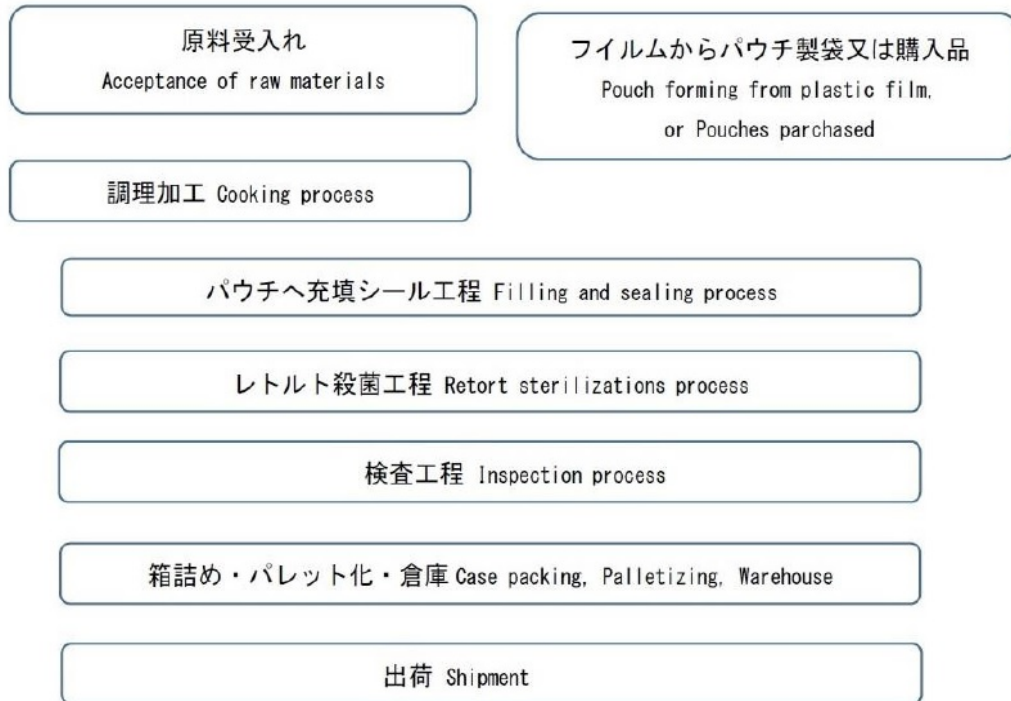 原料受入れ
Acceptance of raw materials
フイルムからパウチ製袋又は購入品
Pouch forming from plastic film,
or Pouches parchased
調理加工 Cooking process
パウチへ充填シール工程 Filling and sealing process
レトルト殺菌工程 Retort sterilizations process
検査工程 Inspection process
箱詰め・パレット化・倉庫 Case packing, Palletizing, Warehouse
出荷 Shipment